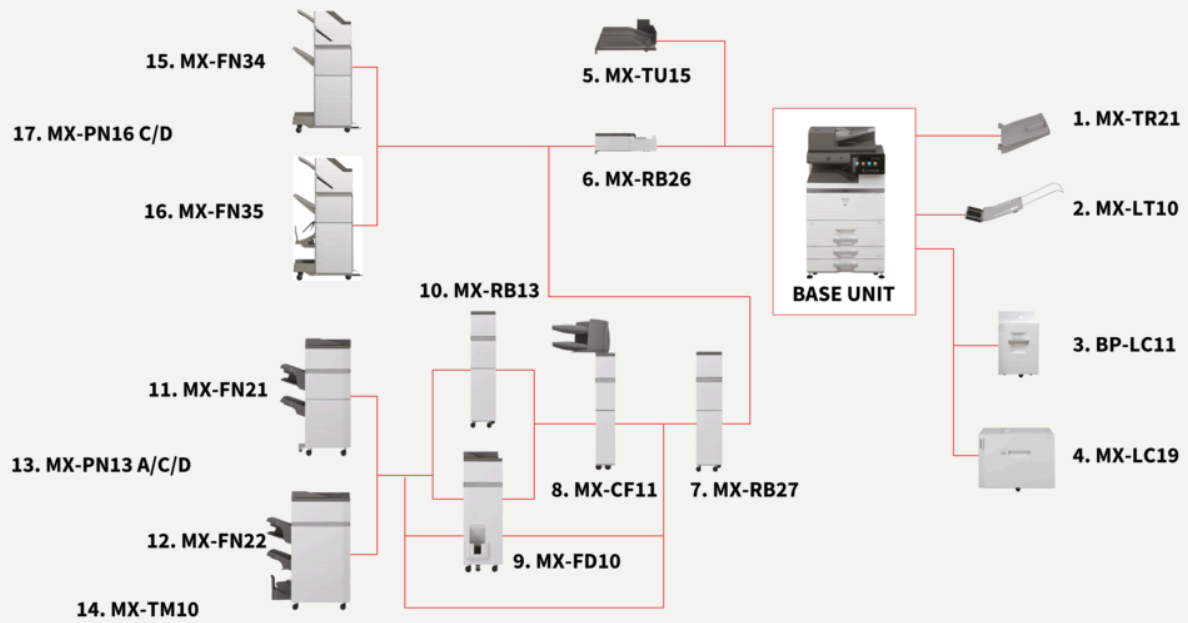 15. MX-FN34
17. MX-PN16 C/D
16. MX-FN35
5. MX-TU15
6. MX-RB26
BASE UNIT
1. MX-TR21
2. MX-LT10
3. BP-LC11
4. MX-LC19
10. MX-RB13
11. MX-FN21
13. MX-PN13 A/C/D
12. MX-FN22
14. MX-TM10
8. MX-CF11
7. MX-RB27
9. MX-FD10